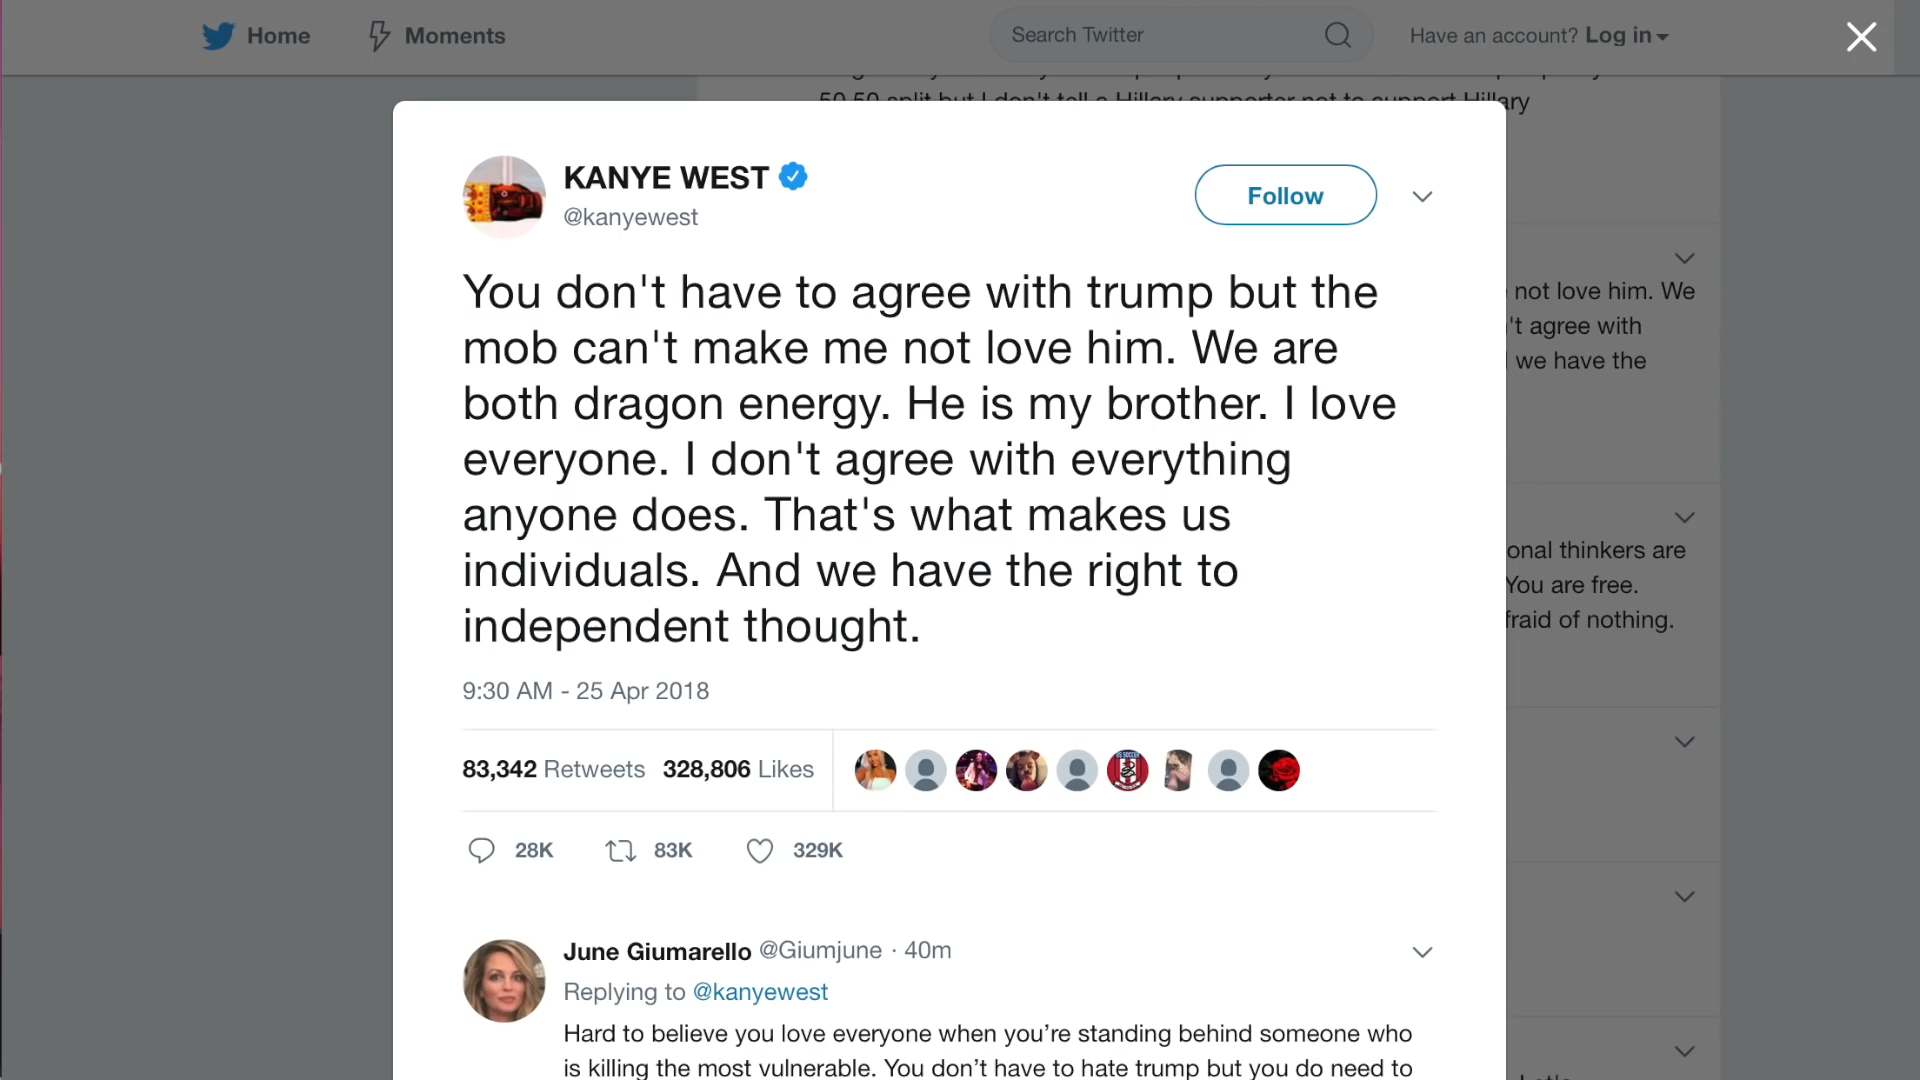 Home
Moments
Search Twitter
Have an account? Log in
50 50 split but I don't tell a Hillary supporter not to support Hillary
KANYE WEST
@kanyewest
Follow
You don't have to agree with trump but the
mob can't make me not love him. We are
both dragon energy. He is my brother. I love
everyone. I don't agree with everything
anyone does. That's what makes us
individuals. And we have the right to
independent thought.
9:30 AM - 25 Apr 2018
83,342 Retweets 328,806 Likes
28K 83K 329K
June Giumarello @Giumjune · 40m
Replying to @kanyewest
Hard to believe you love everyone when you’re standing behind someone who
is killing the most vulnerable. You don’t have to hate trump but you do need to
not love him. We
't agree with
we have the
onal thinkers are
You are free.
fraid of nothing.